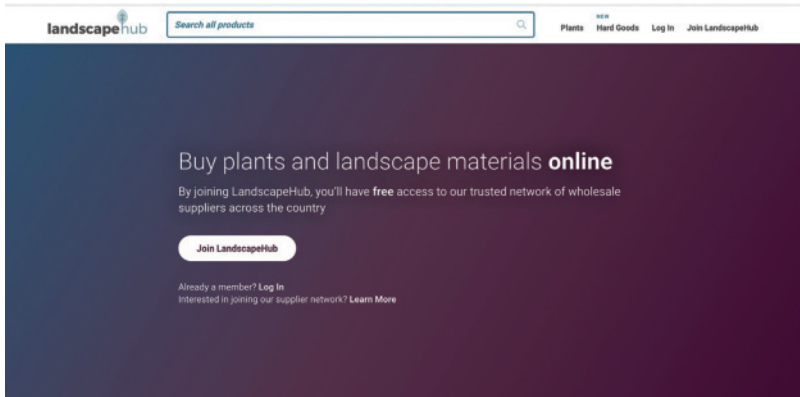 landscapehub
Search all products
NEW
Plants Hard Goods Log In Join LandscapeHub
Buy plants and landscape materials online
By joining LandscapeHub, you'll have free access to our trusted network of wholesale
suppliers across the country
Join LandscapeHub
Already a member? Log In
Interested in joining our supplier network? Learn More